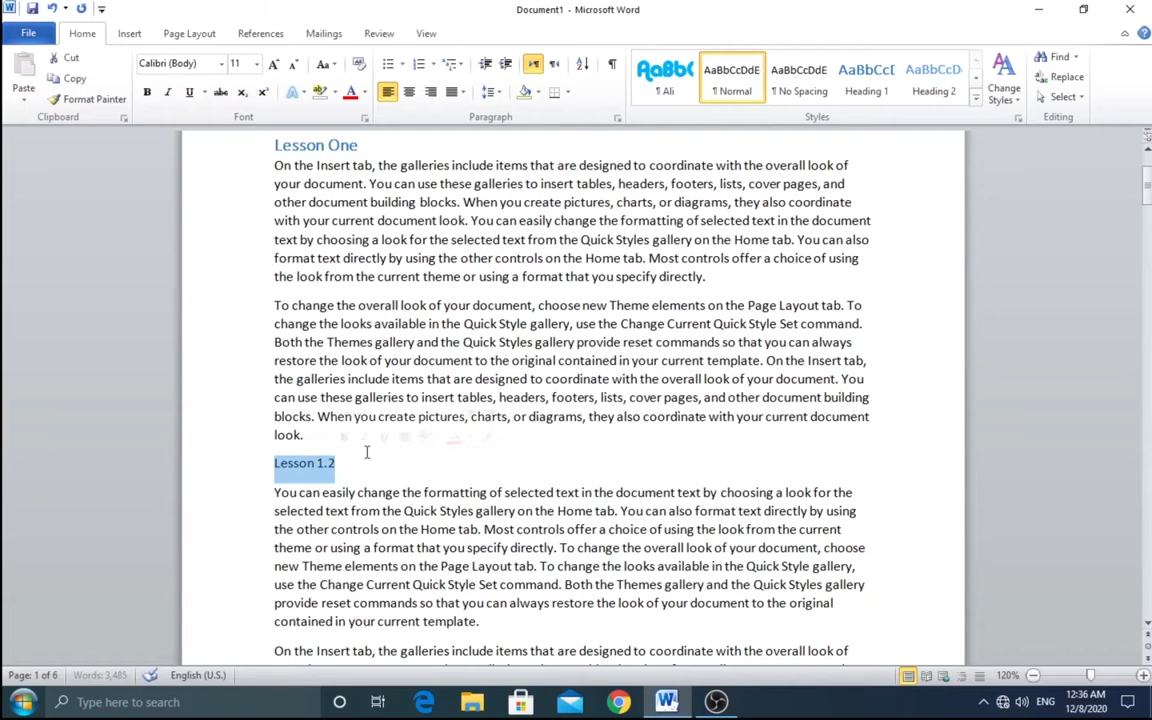 Document1 - Microsoft Word
File Home Insert Page Layout References Mailings Review View
Paste
Cut
Copy
Format Painter
Calibri (Body) 11
Aa
B I U abc x₂ x² A A
AaBbCcDdE AaBbCcDdE AaBbCcI AaBbCcDc
¶ Ali ¶ Normal ¶ No Spacing Heading 1 Heading 2
Change Styles
Find
Replace
Select
Clipboard Font Paragraph Styles Editing
Lesson One
On the Insert tab, the galleries include items that are designed to coordinate with the overall look of
your document. You can use these galleries to insert tables, headers, footers, lists, cover pages, and
other document building blocks. When you create pictures, charts, or diagrams, they also coordinate
with your current document look. You can easily change the formatting of selected text in the document
text by choosing a look for the selected text from the Quick Styles gallery on the Home tab. You can also
format text directly by using the other controls on the Home tab. Most controls offer a choice of using
the look from the current theme or using a format that you specify directly.
To change the overall look of your document, choose new Theme elements on the Page Layout tab. To
change the looks available in the Quick Style gallery, use the Change Current Quick Style Set command.
Both the Themes gallery and the Quick Styles gallery provide reset commands so that you can always
restore the look of your document to the original contained in your current template. On the Insert tab,
the galleries include items that are designed to coordinate with the overall look of your document. You
can use these galleries to insert tables, headers, footers, lists, cover pages, and other document building
blocks. When you create pictures, charts, or diagrams, they also coordinate with your current document
look.
Lesson 1.2
You can easily change the formatting of selected text in the document text by choosing a look for the
selected text from the Quick Styles gallery on the Home tab. You can also format text directly by using
the other controls on the Home tab. Most controls offer a choice of using the look from the current
theme or using a format that you specify directly. To change the overall look of your document, choose
new Theme elements on the Page Layout tab. To change the looks available in the Quick Style gallery,
use the Change Current Quick Style Set command. Both the Themes gallery and the Quick Styles gallery
provide reset commands so that you can always restore the look of your document to the original
contained in your current template.
On the Insert tab, the galleries include items that are designed to coordinate with the overall look of
Page: 1 of 6 Words: 3,485 English (U.S.) 120%
Type here to search
ENG
12:36 AM
12/8/2020